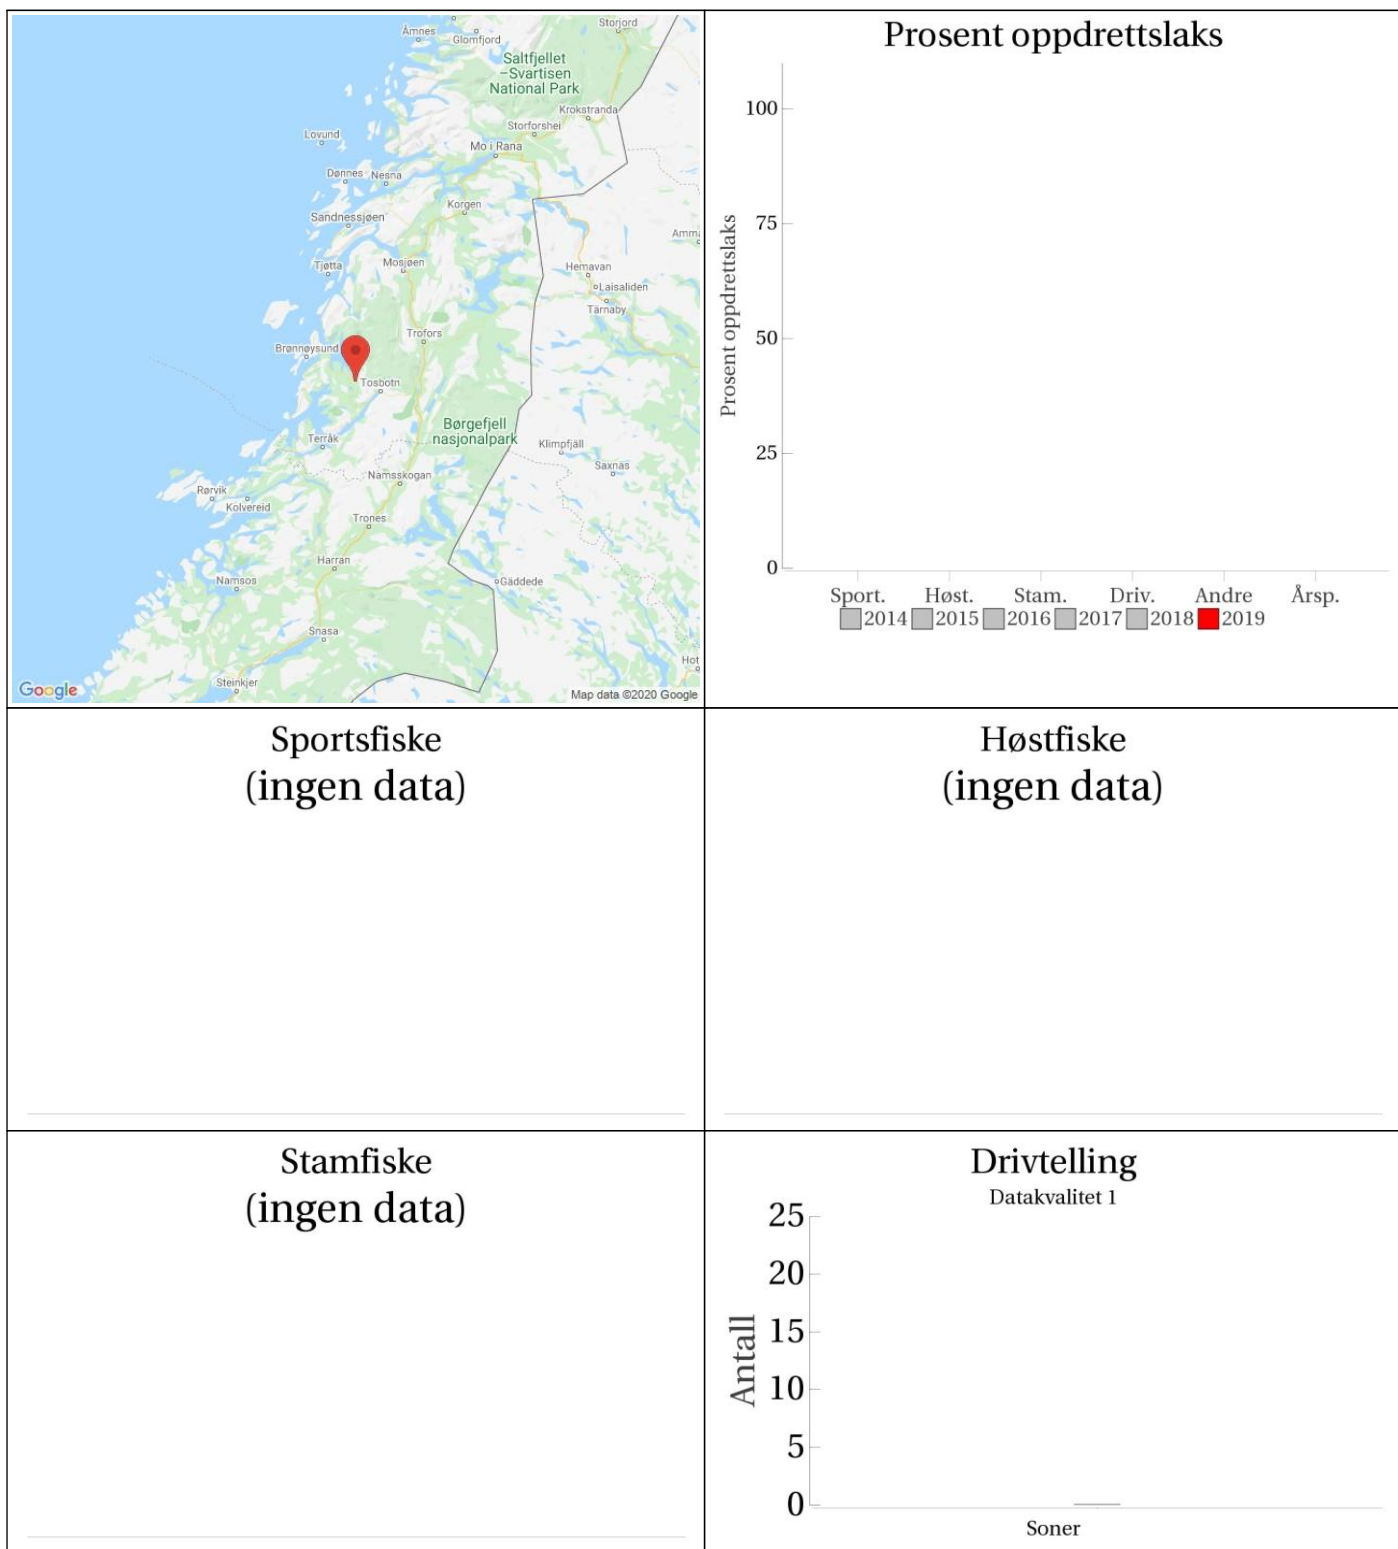 Åmnes
Glomfjord
Storjord
Saltfjellet
–Svartisen
National Park
Krokstranda
Storforshei
Lovund
Mo i Rana
Dønnes
Nesna
Korgen
Sandnessjøen
Amma
Tjøtta
Mosjøen
Hemavan
Laisaliden
Tärnaby
Trofors
Brønnøysund
Tosbotn
Børgefjell
nasjonalpark
Terråk
Klimpfjäll
Saxnäs
Namsskogan
Rørvik
Kolvereid
Trones
Harran
Namsos
Gäddede
Snasa
Hot
Steinkjer
Google
Map data ©2020 Google
Prosent oppdrettslaks
Prosent oppdrettslaks
100
75
50
25
0
Sport. Høst. Stam. Driv. Andre Årsp.
2014 2015 2016 2017 2018 2019
Sportsfiske
(ingen data)
Høstfiske
(ingen data)
Stamfiske
(ingen data)
Drivtelling
Datakvalitet 1
Antall
25
20
15
10
5
0
Soner